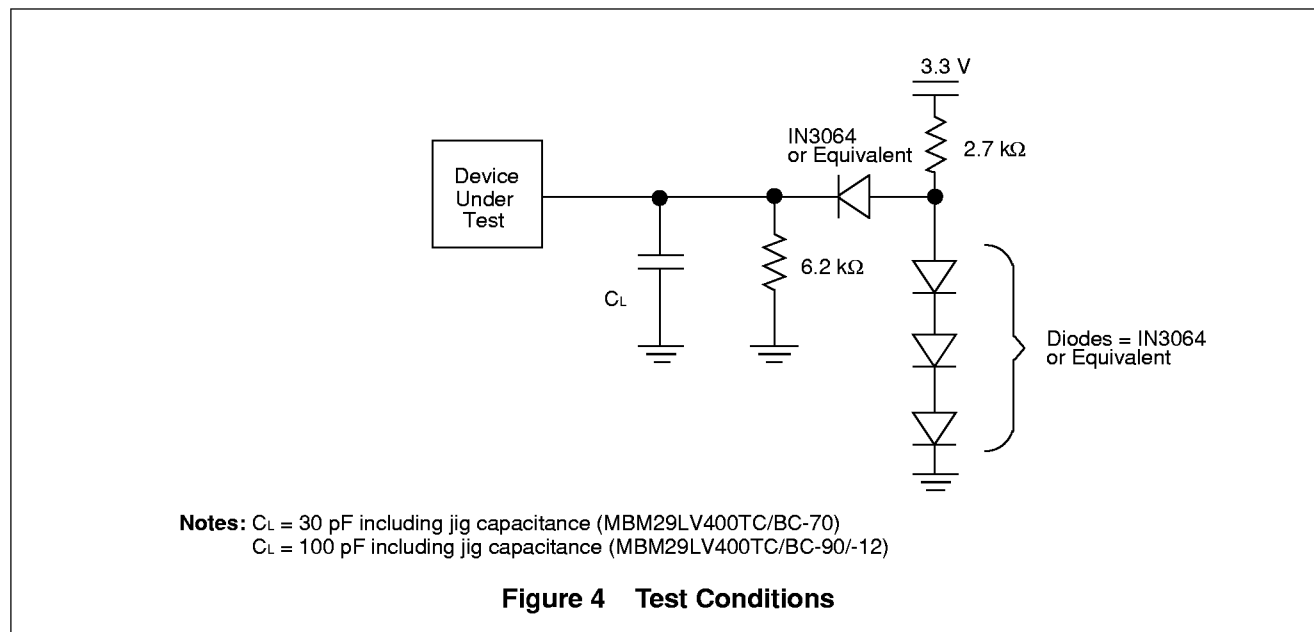 3.3 V
IN3064
or Equivalent
2.7 kΩ
Device
Under
Test
6.2 kΩ
CL
Diodes = IN3064
or Equivalent
Notes: CL = 30 pF including jig capacitance (MBM29LV400TC/BC-70)
CL = 100 pF including jig capacitance (MBM29LV400TC/BC-90/-12)
Figure 4 Test Conditions